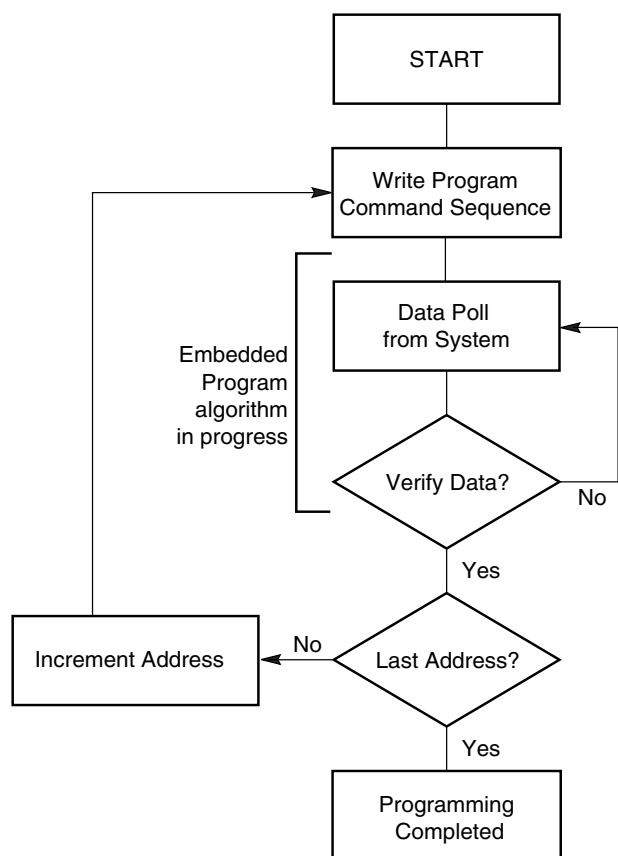 START
Write Program
Command Sequence
Data Poll
from System
Embedded
Program
algorithm
in progress
Verify Data?
No
Yes
Increment Address
No
Last Address?
Yes
Programming
Completed